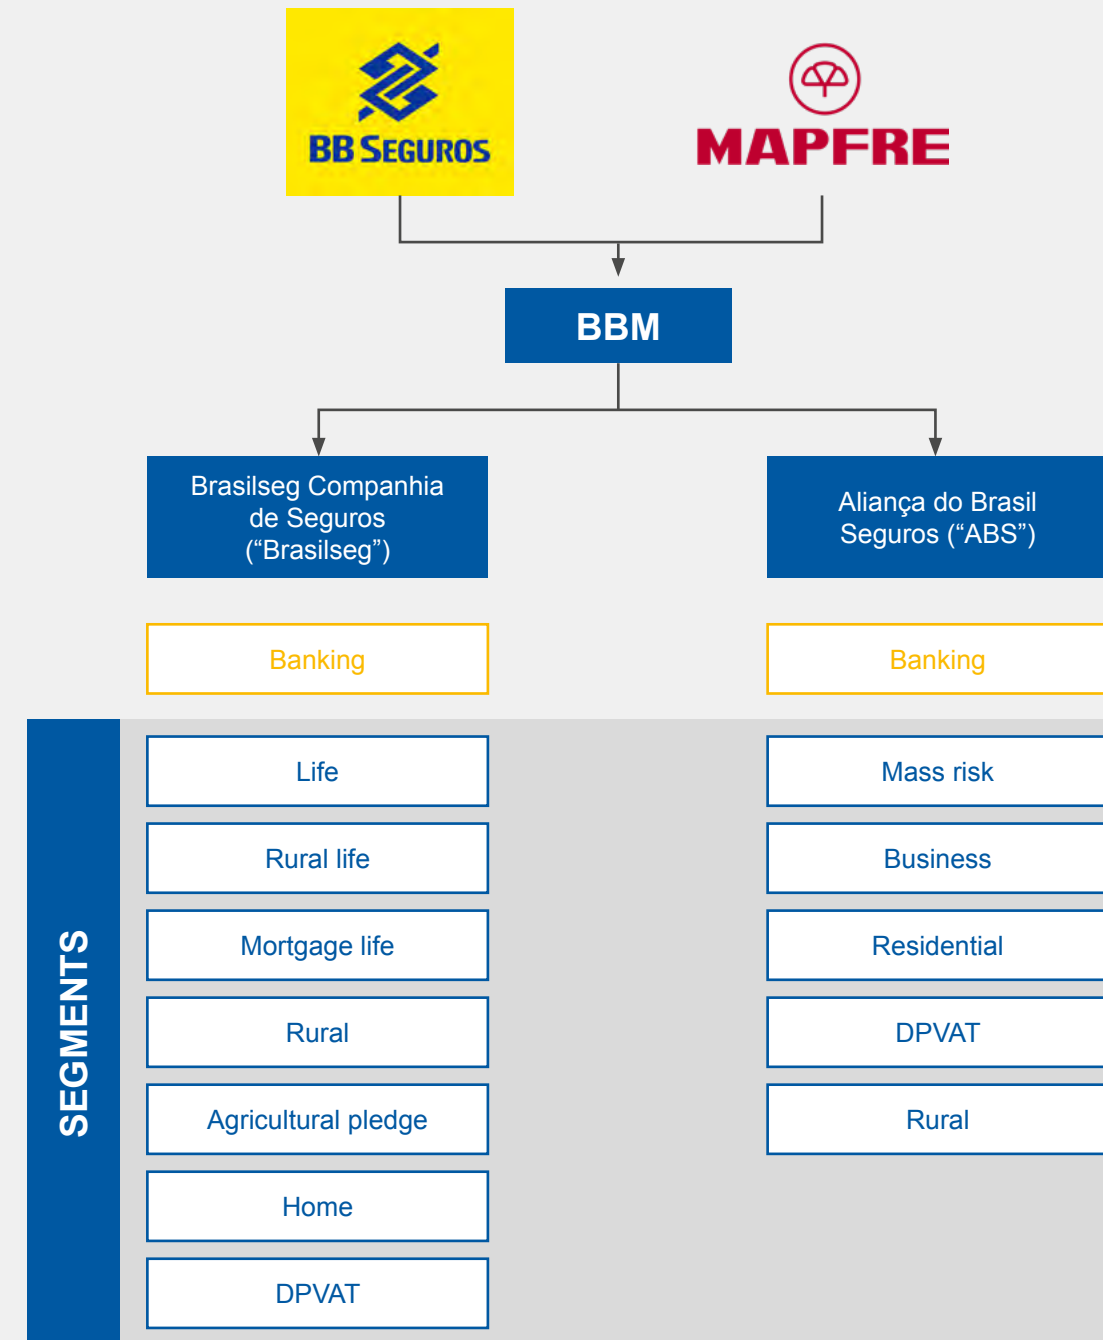 BB SEGUROS
MAPFRE
BBM
Brasilseg Companhia
de Seguros
(“Brasilseg”)
Aliança do Brasil
Seguros (“ABS”)
Banking
Banking
SEGMENTS
Life
Rural life
Mortgage life
Rural
Agricultural pledge
Home
DPVAT
Mass risk
Business
Residential
DPVAT
Rural